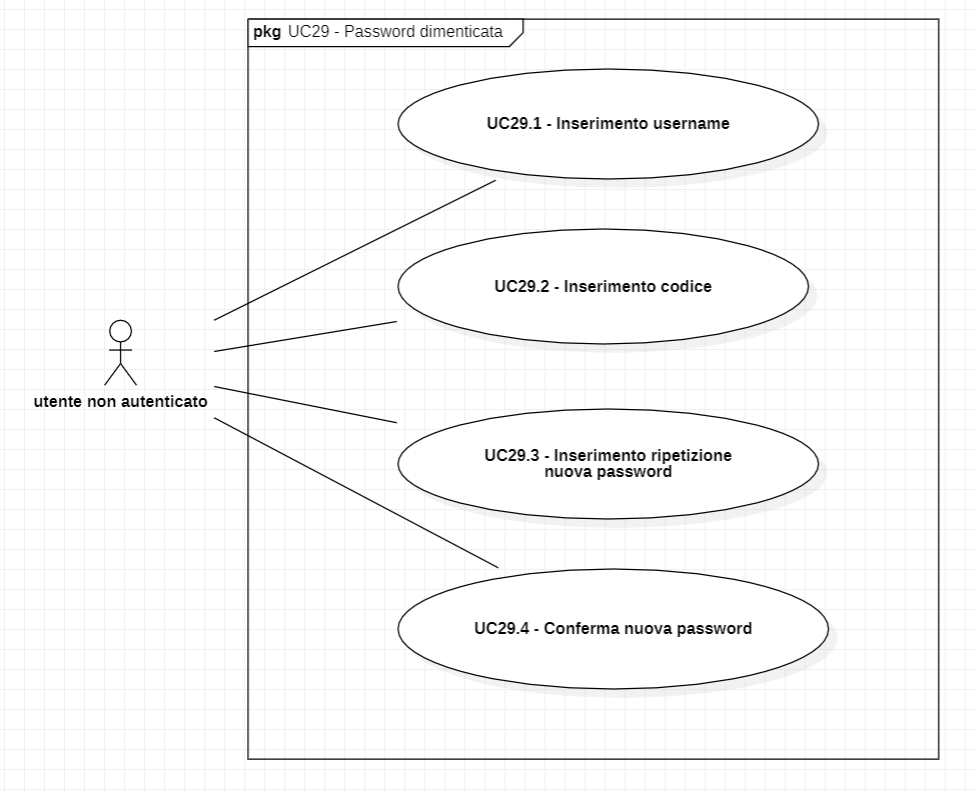 pkg UC29 - Password dimenticata
UC29.1 - Inserimento username
UC29.2 - Inserimento codice
utente non autenticato
UC29.3 - Inserimento ripetizione
nuova password
UC29.4 - Conferma nuova password